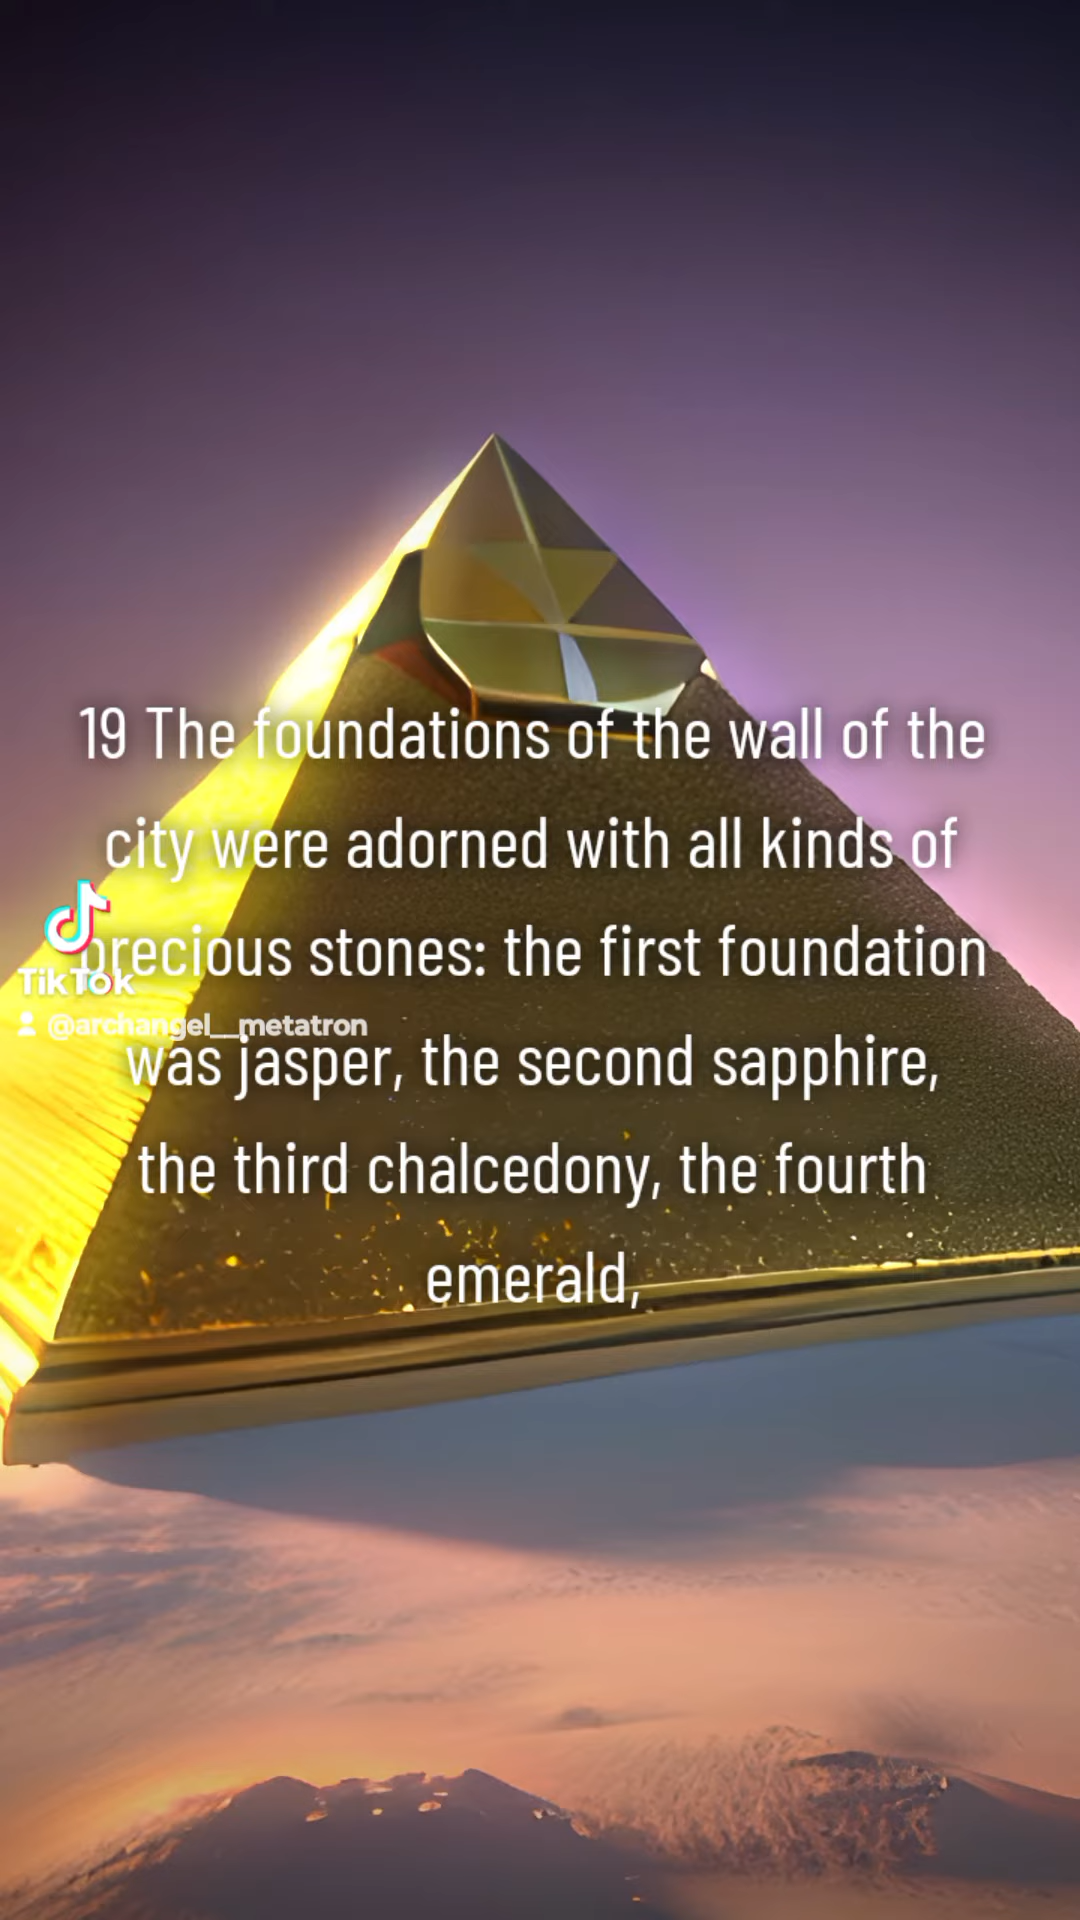 19 The foundations of the wall of the
city were adorned with all kinds of
precious stones: the first foundation
TikTok
@archangel__metatron
was jasper, the second sapphire,
the third chalcedony, the fourth
emerald,